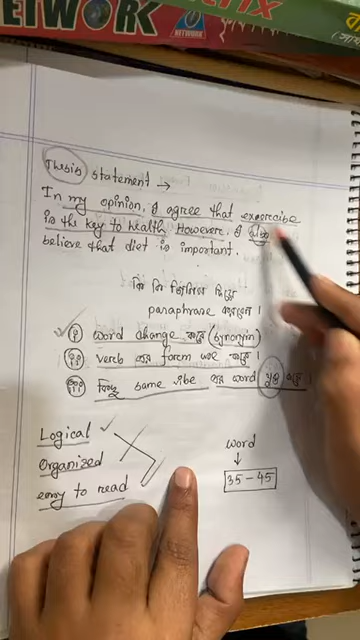 ETWORK
NETWORK
Thesis statement →
In my opinion, I agree that exercise
is the key to health. However, I also
believe that diet is important.
কি কি জিনিস দিয়ে
paraphrase করবেন।
(i) word change করে (synonym)
(ii) verb এর form use করে।
(iii) কিছু same vibe এর word যুক্ত করে।
Logical
organised
easy to read
word
↓
35-45